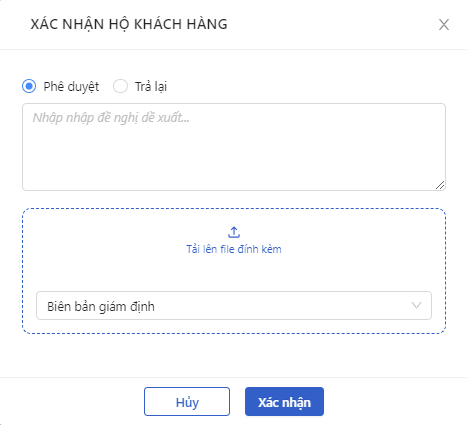 XÁC NHẬN HỘ KHÁCH HÀNG
Phê duyệt Trả lại
Nhập nhập đề nghị dề xuất...
Tải lên file đính kèm
Biên bản giám định
Hủy Xác nhận